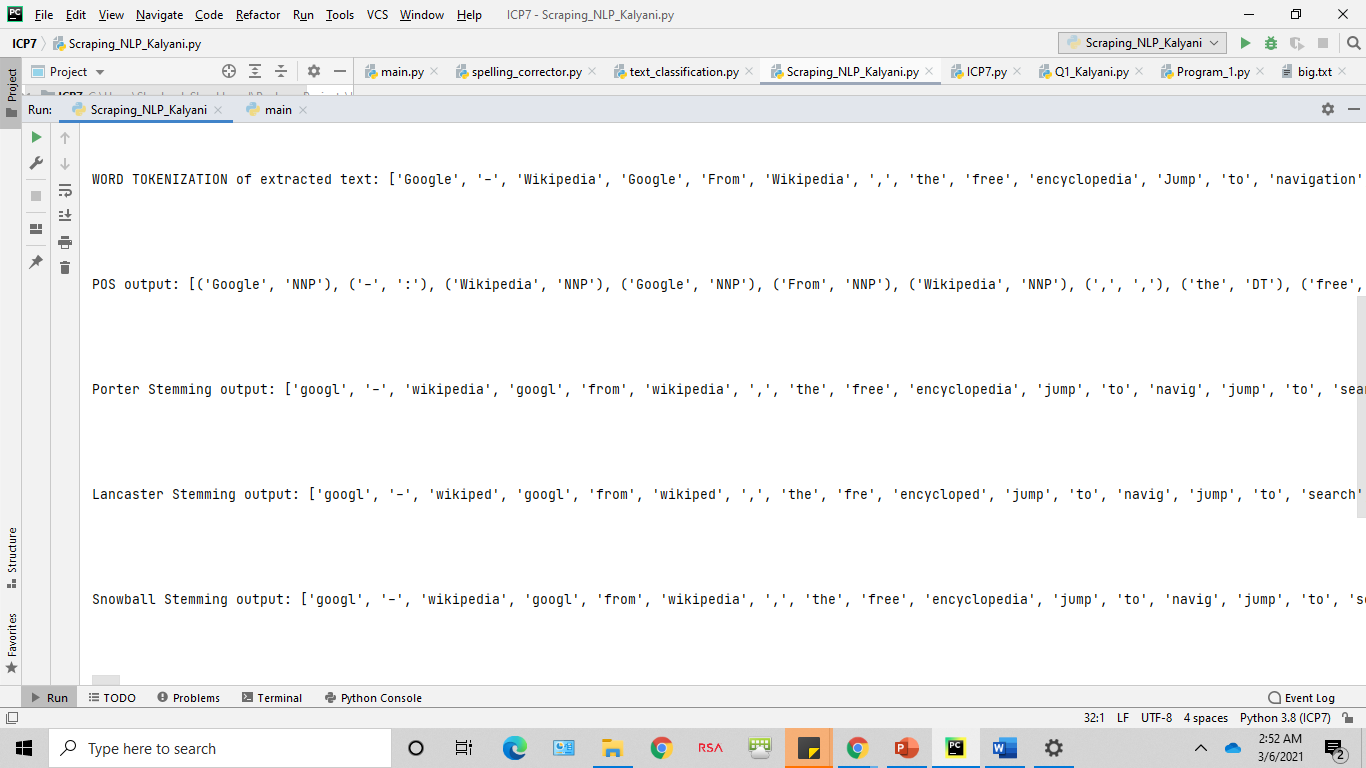 File Edit View Navigate Code Refactor Run Tools VCS Window Help ICP7 - Scraping_NLP_Kalyani.py
ICP7 Scraping_NLP_Kalyani.py Scraping_NLP_Kalyani
Project main.py spelling_corrector.py text_classification.py Scraping_NLP_Kalyani.py ICP7.py Q1_Kalyani.py Program_1.py big.txt
Project
Run: Scraping_NLP_Kalyani main
WORD TOKENIZATION of extracted text: ['Google', '-', 'Wikipedia', 'Google', 'From', 'Wikipedia', ',', 'the', 'free', 'encyclopedia', 'Jump', 'to', 'navigation'
POS output: [('Google', 'NNP'), ('-', ':'), ('Wikipedia', 'NNP'), ('Google', 'NNP'), ('From', 'NNP'), ('Wikipedia', 'NNP'), (',', ','), ('the', 'DT'), ('free',
Porter Stemming output: ['googl', '-', 'wikipedia', 'googl', 'from', 'wikipedia', ',', 'the', 'free', 'encyclopedia', 'jump', 'to', 'navig', 'jump', 'to', 'sea
Lancaster Stemming output: ['googl', '-', 'wikiped', 'googl', 'from', 'wikiped', ',', 'the', 'fre', 'encycloped', 'jump', 'to', 'navig', 'jump', 'to', 'search'
Snowball Stemming output: ['googl', '-', 'wikipedia', 'googl', 'from', 'wikipedia', ',', 'the', 'free', 'encyclopedia', 'jump', 'to', 'navig', 'jump', 'to', 's
Structure
Favorites
Run TODO Problems Terminal Python Console Event Log
32:1 LF UTF-8 4 spaces Python 3.8 (ICP7)
Type here to search RSA 2:52 AM
3/6/2021 2